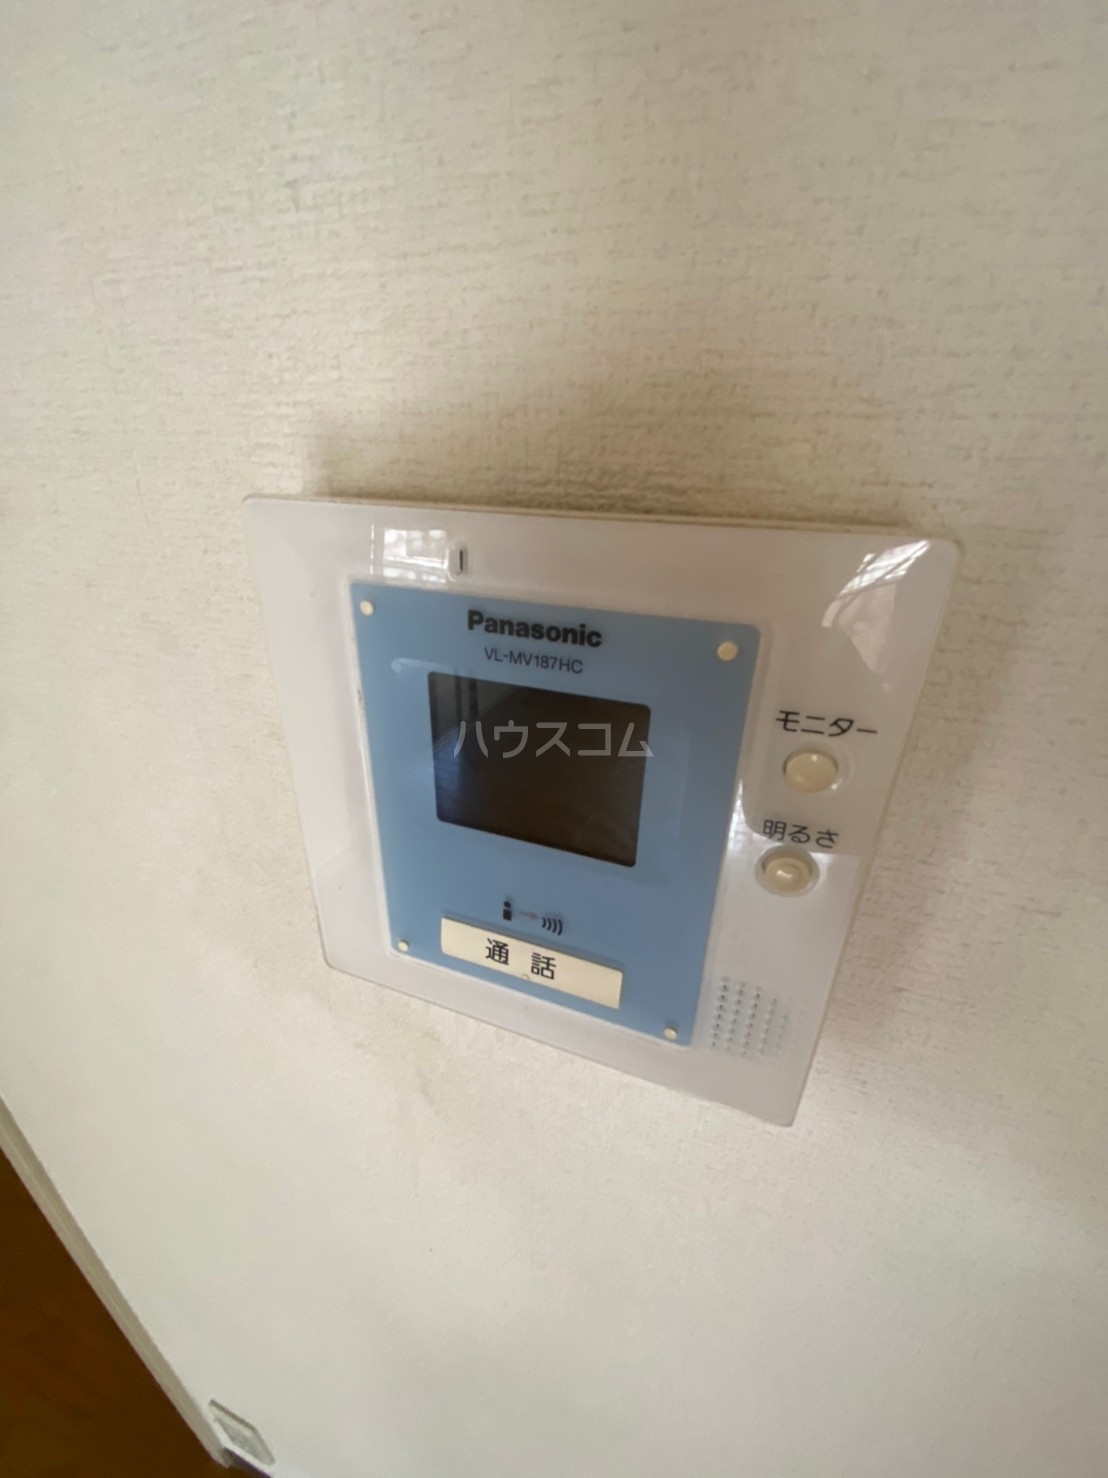 Panasonic
VL-MV187HC
ハウスコム
モニター
明るさ
通話